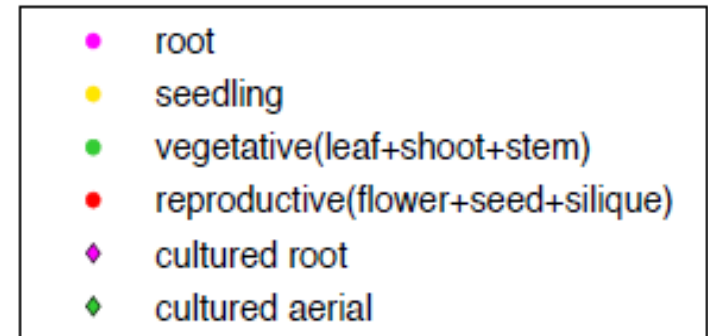 root
seedling
vegetative(leaf+shoot+stem)
reproductive(flower+seed+silique)
cultured root
cultured aerial